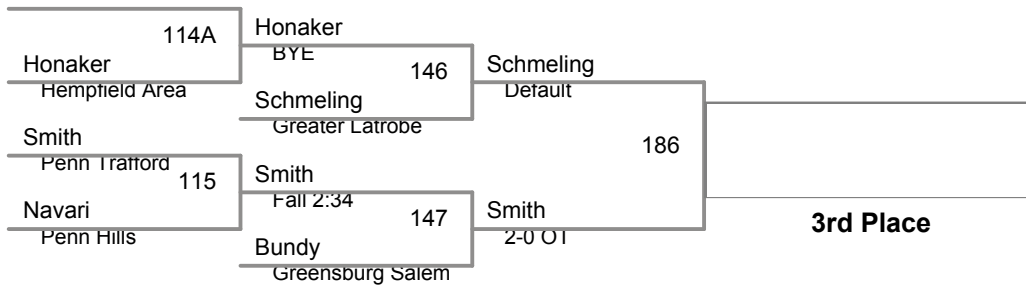 114A
Honaker
Hempfield Area
Honaker
BYE
146
Schmeling
Greater Latrobe
Schmeling
Default
Smith
Penn Trafford
115
Navari
Penn Hills
Smith
Fall 2:34
147
Bundy
Greensburg Salem
Smith
2-0 OT
186
3rd Place